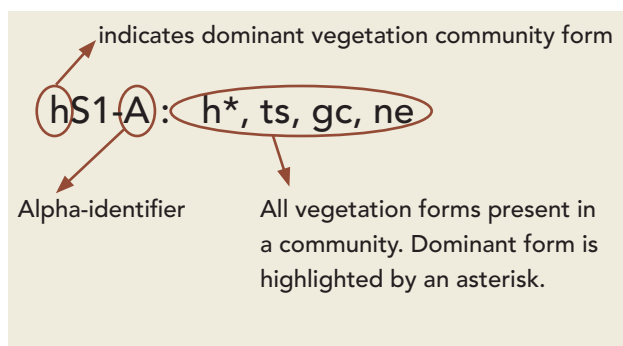 indicates dominant vegetation community form
hS1-A: h*, ts, gc, ne
Alpha-identifier
All vegetation forms present in
a community. Dominant form is
highlighted by an asterisk.